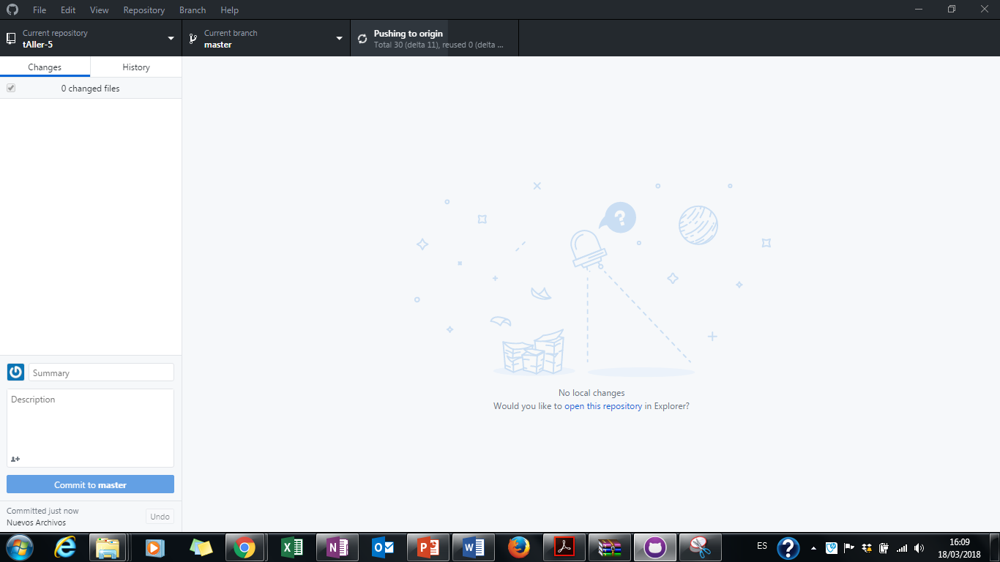 File Edit View Repository Branch Help
Current repository
tAller-5
Current branch
master
Pushing to origin
Total 30 (delta 11), reused 0 (delta ...
Changes History
0 changed files
?
No local changes
Would you like to open this repository in Explorer?
Summary
Description
Commit to master
Committed just now
Nuevos Archivos
Undo
ES
?
16:09
18/03/2018